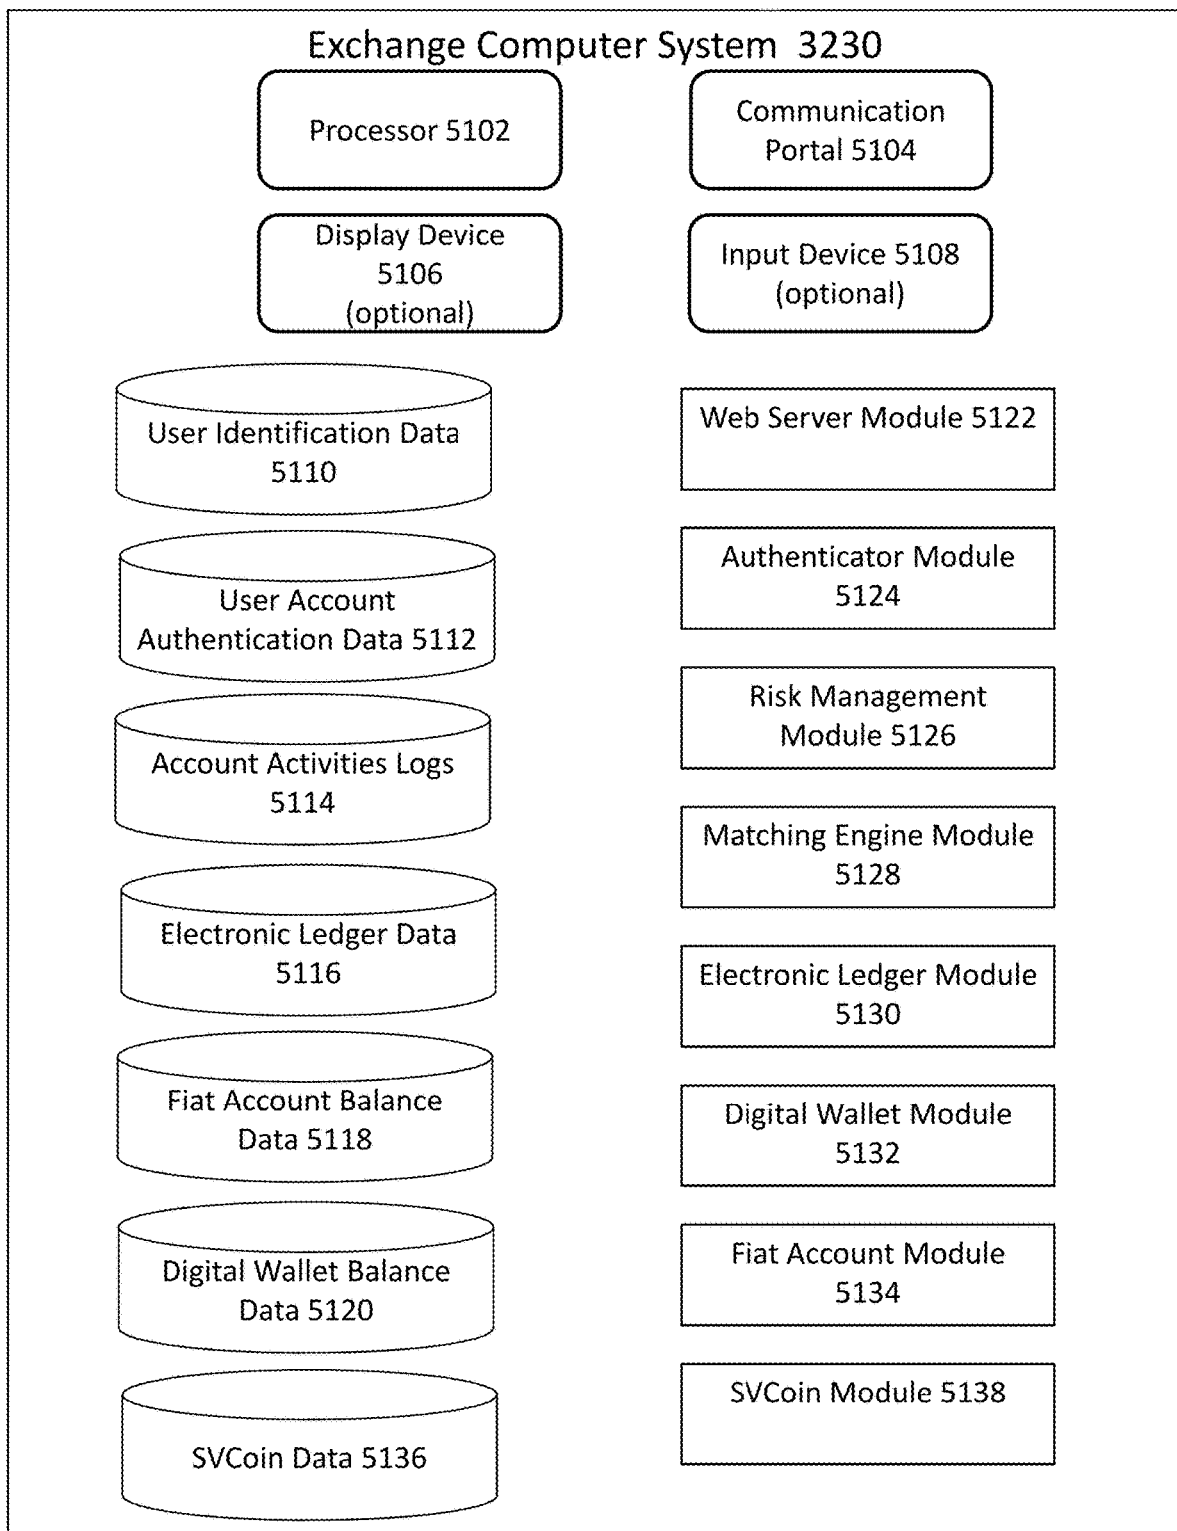 Exchange Computer System 3230
Processor 5102
Communication
Portal 5104
Display Device
5106
(optional)
Input Device 5108
(optional)
User Identification Data
5110
User Account
Authentication Data 5112
Account Activities Logs
5114
Electronic Ledger Data
5116
Fiat Account Balance
Data 5118
Digital Wallet Balance
Data 5120
SVCoin Data 5136
Web Server Module 5122
Authenticator Module
5124
Risk Management
Module 5126
Matching Engine Module
5128
Electronic Ledger Module
5130
Digital Wallet Module
5132
Fiat Account Module
5134
SVCoin Module 5138